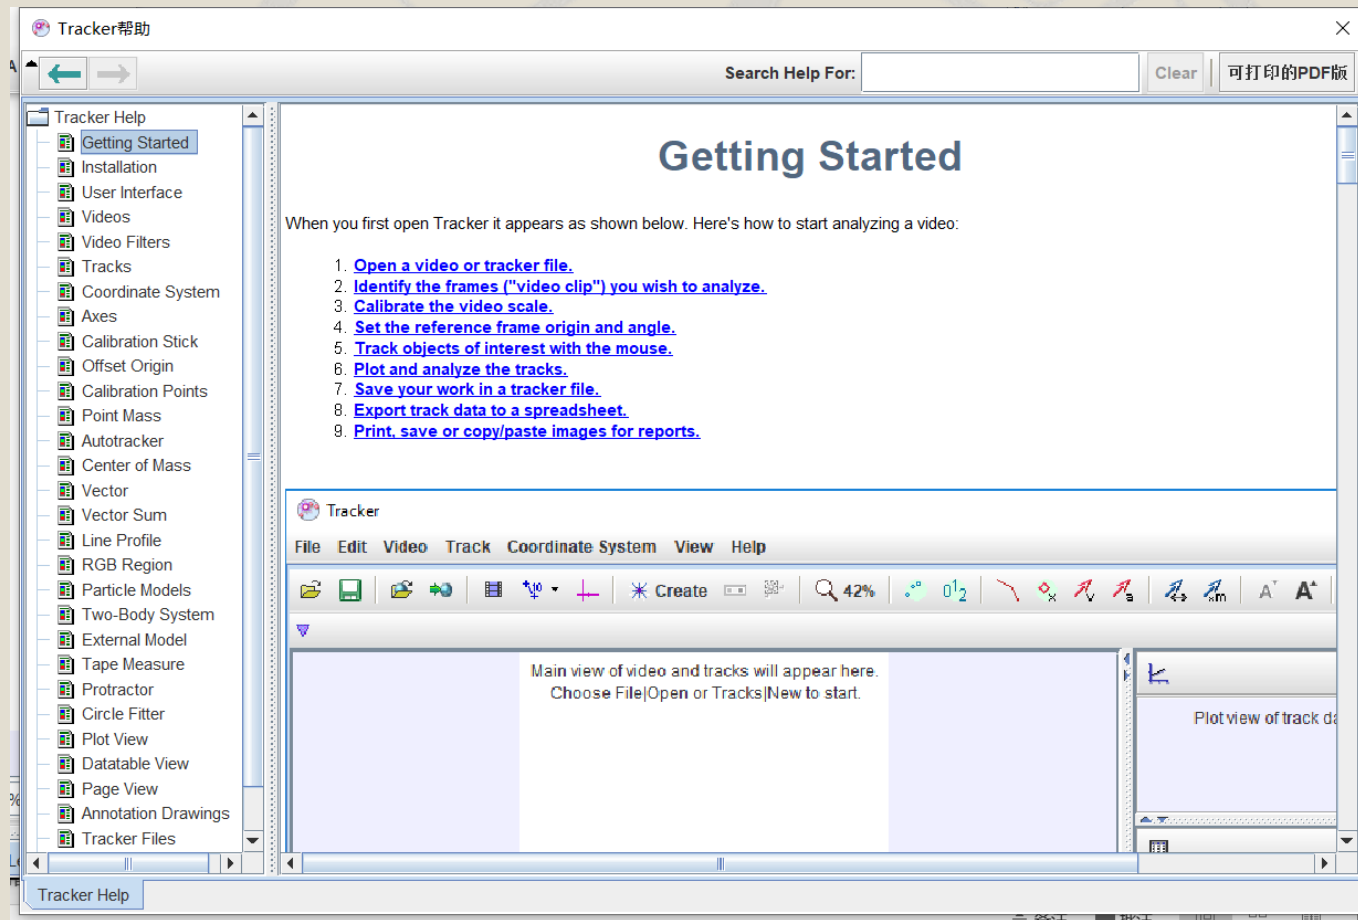 Tracker帮助
Search Help For:
Clear
可打印的PDF版
Tracker Help
Getting Started
Installation
User Interface
Videos
Video Filters
Tracks
Coordinate System
Axes
Calibration Stick
Offset Origin
Calibration Points
Point Mass
Autotracker
Center of Mass
Vector
Vector Sum
Line Profile
RGB Region
Particle Models
Two-Body System
External Model
Tape Measure
Protractor
Circle Fitter
Plot View
Datatable View
Page View
Annotation Drawings
Tracker Files
Getting Started
When you first open Tracker it appears as shown below. Here's how to start analyzing a video:
1. Open a video or tracker file.
2. Identify the frames ("video clip") you wish to analyze.
3. Calibrate the video scale.
4. Set the reference frame origin and angle.
5. Track objects of interest with the mouse.
6. Plot and analyze the tracks.
7. Save your work in a tracker file.
8. Export track data to a spreadsheet.
9. Print, save or copy/paste images for reports.
Tracker
File Edit Video Track Coordinate System View Help
Create 42%
Main view of video and tracks will appear here.
Choose File|Open or Tracks|New to start.
Plot view of track da
Tracker Help